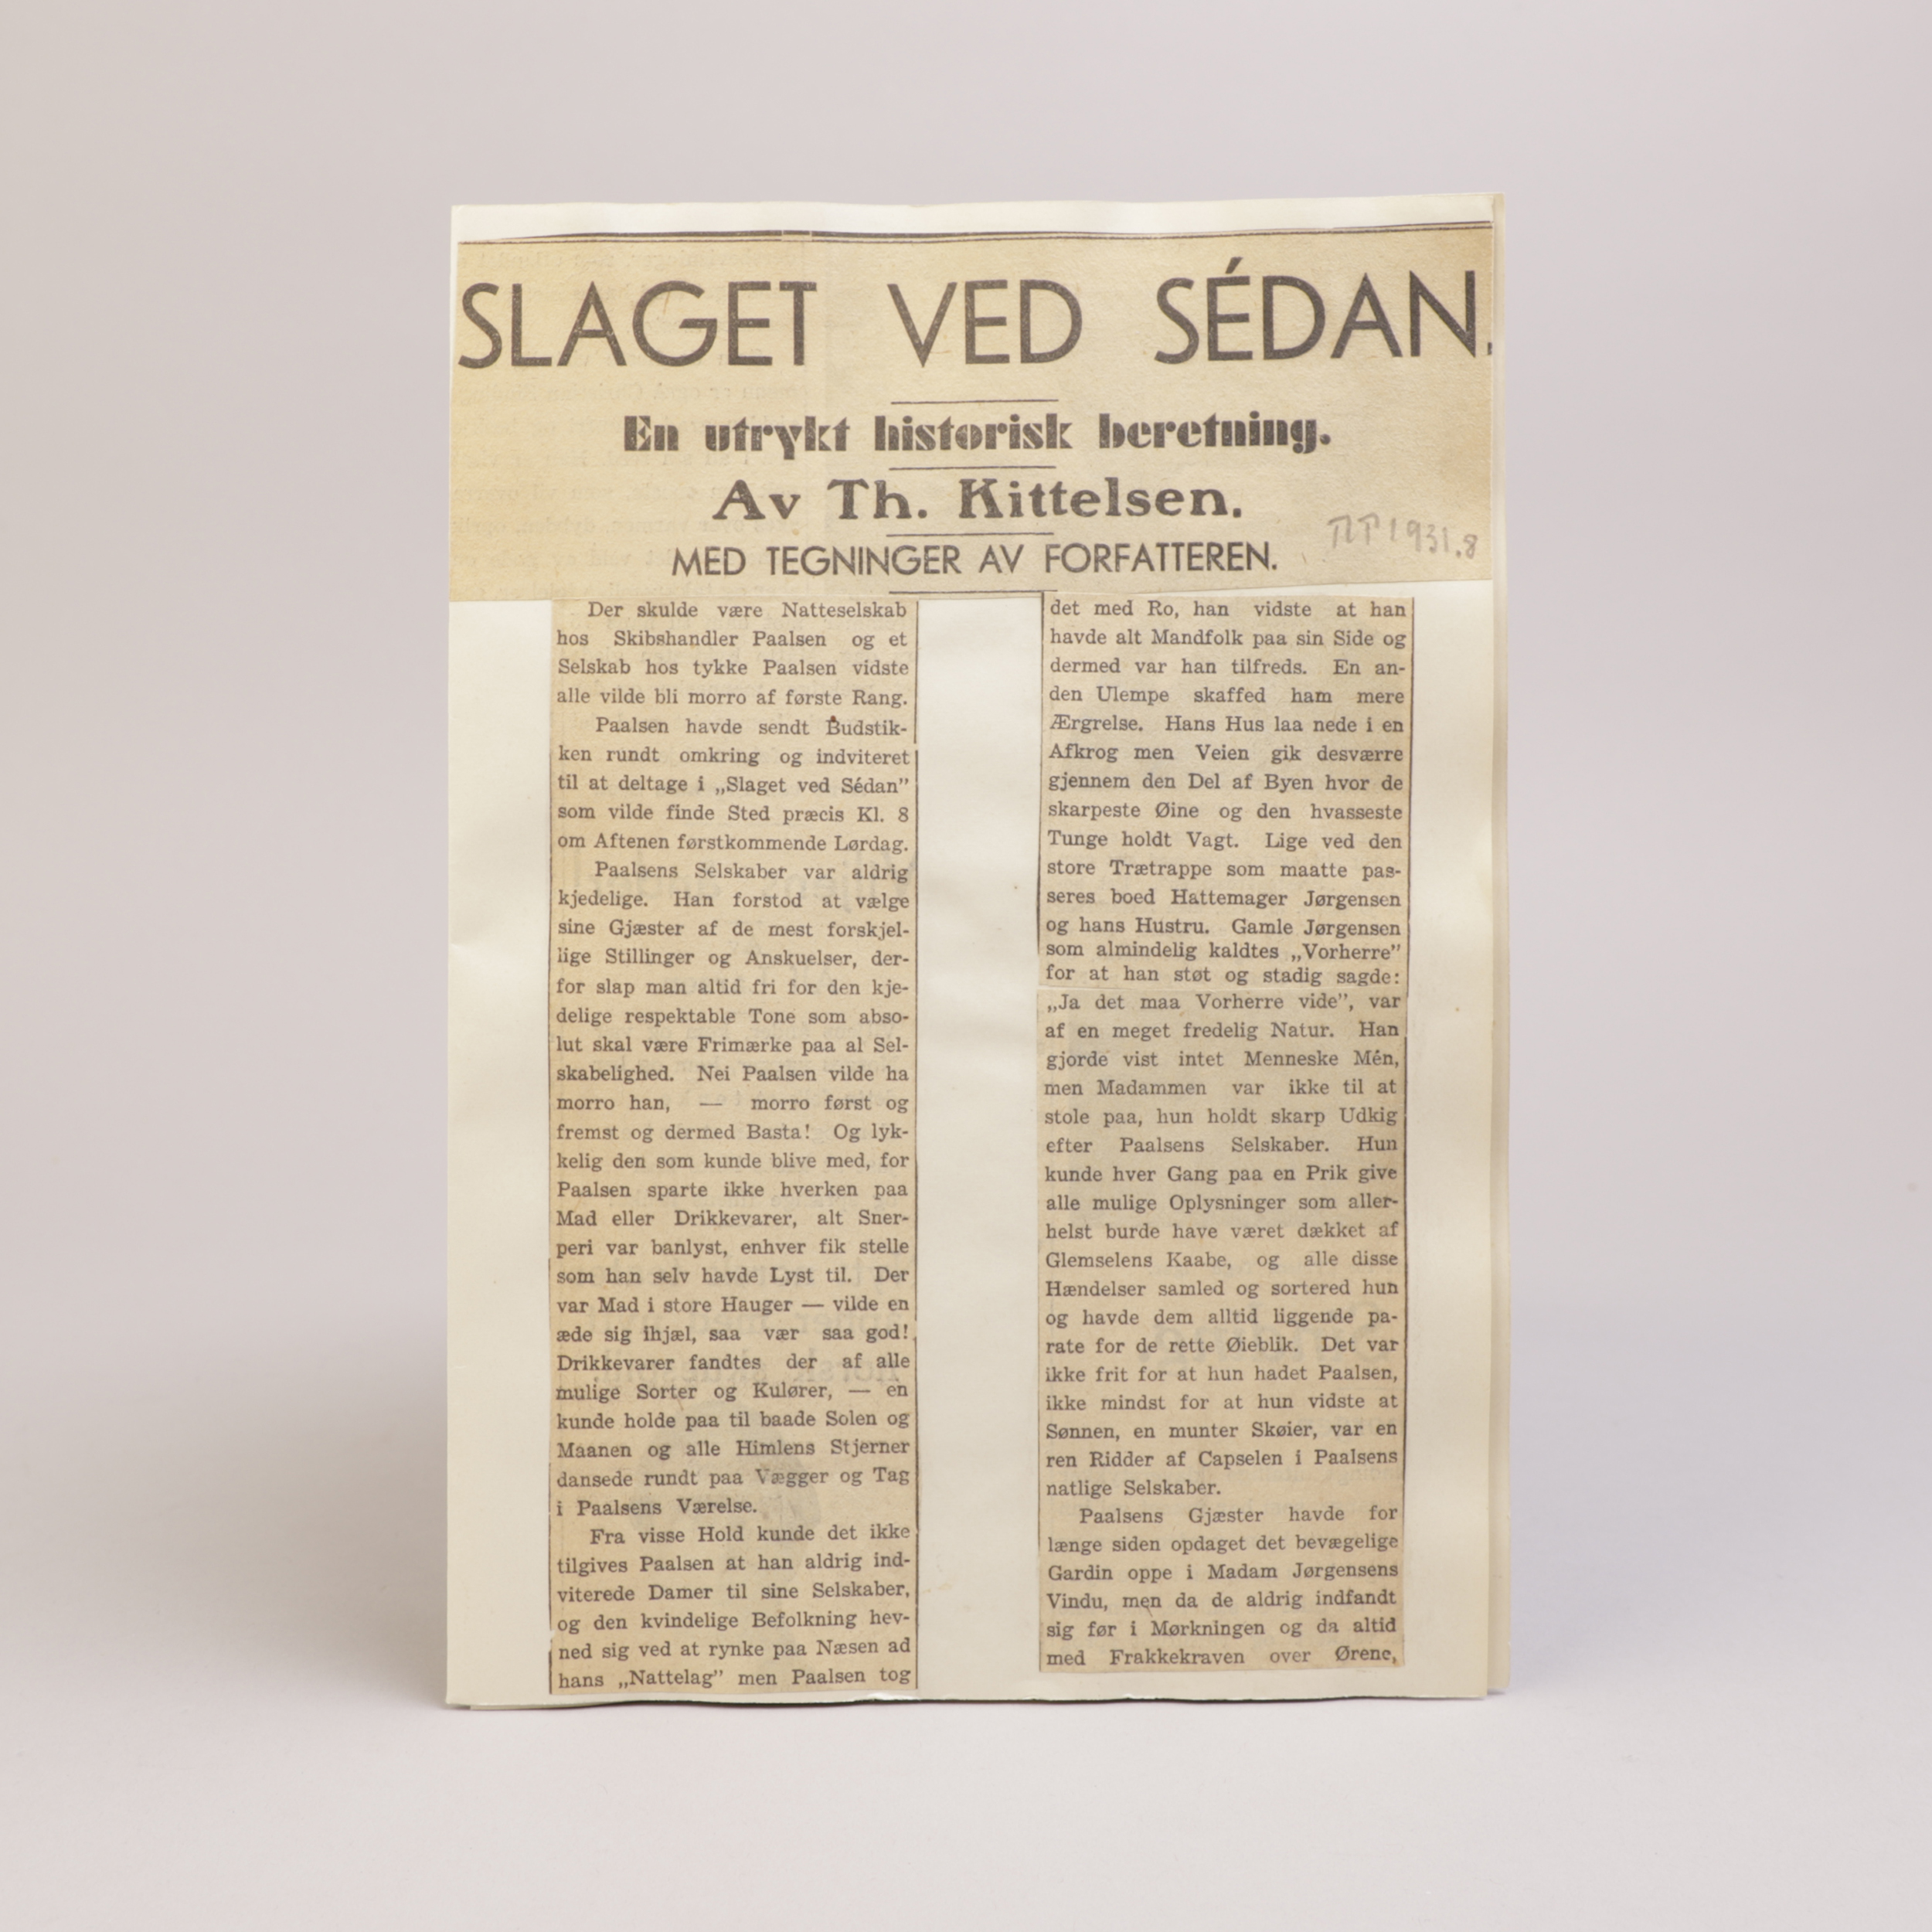 SLAGET VED SÉDAN.
En utrykt historisk beretning.
Av Th. Kittelsen.
MED TEGNINGER AV FORFATTEREN.
1931.8
Der skulde være Natteselskab
hos Skibshandler Paalsen og et
Selskab hos tykke Paalsen vidste
alle vilde bli morro af første Rang.
Paalsen havde sendt Budstik-
ken rundt omkring og indviteret
til at deltage i „Slaget ved Sédan”
som vilde finde Sted præcis Kl. 8
om Aftenen førstkommende Lørdag.
Paalsens Selskaber var aldrig
kjedelige. Han forstod at vælge
sine Gjæster af de mest forskjel-
lige Stillinger og Anskuelser, der-
for slap man altid fri for den kje-
delige respektable Tone som abso-
lut skal være Frimærke paa al Sel-
skabelighed. Nei Paalsen vilde ha
morro han, — morro først og
fremst og dermed Basta! Og lyk-
kelig den som kunde blive med, for
Paalsen sparte ikke hverken paa
Mad eller Drikkevarer, alt Sner-
peri var banlyst, enhver fik stelle
som han selv havde Lyst til. Der
var Mad i store Hauger — vilde en
æde sig ihjæl, saa vær saa god!
Drikkevarer fandtes der af alle
mulige Sorter og Kulører, — en
kunde holde paa til baade Solen og
Maanen og alle Himlens Stjerner
dansede rundt paa Vægger og Tag
i Paalsens Værelse.
Fra visse Hold kunde det ikke
tilgives Paalsen at han aldrig ind-
viterede Damer til sine Selskaber,
og den kvindelige Befolkning hev-
ned sig ved at rynke paa Næsen ad
hans „Nattelag” men Paalsen tog
det med Ro, han vidste at han
havde alt Mandfolk paa sin Side og
dermed var han tilfreds. En an-
den Ulempe skaffed ham mere
Ærgrelse. Hans Hus laa nede i en
Afkrog men Veien gik desværre
gjennem den Del af Byen hvor de
skarpeste Øine og den hvasseste
Tunge holdt Vagt. Lige ved den
store Trætrappe som maatte pas-
seres boed Hattemager Jørgensen
og hans Hustru. Gamle Jørgensen
som almindelig kaldtes „Vorherre”
for at han støt og stadig sagde:
„Ja det maa Vorherre vide”, var
af en meget fredelig Natur. Han
gjorde vist intet Menneske Mén,
men Madammen var ikke til at
stole paa, hun holdt skarp Udkig
efter Paalsens Selskaber. Hun
kunde hver Gang paa en Prik give
alle mulige Oplysninger som aller-
helst burde have været dækket af
Glemselens Kaabe, og alle disse
Hændelser samled og sortered hun
og havde dem alltid liggende pa-
rate for de rette Øieblik. Det var
ikke frit for at hun hadet Paalsen,
ikke mindst for at hun vidste at
Sønnen, en munter Skøier, var en
ren Ridder af Capselen i Paalsens
natlige Selskaber.
Paalsens Gjæster havde for
længe siden opdaget det bevægelige
Gardin oppe i Madam Jørgensens
Vindu, men da de aldrig indfandt
sig før i Mørkningen og da altid
med Frakkekraven over Ørene,